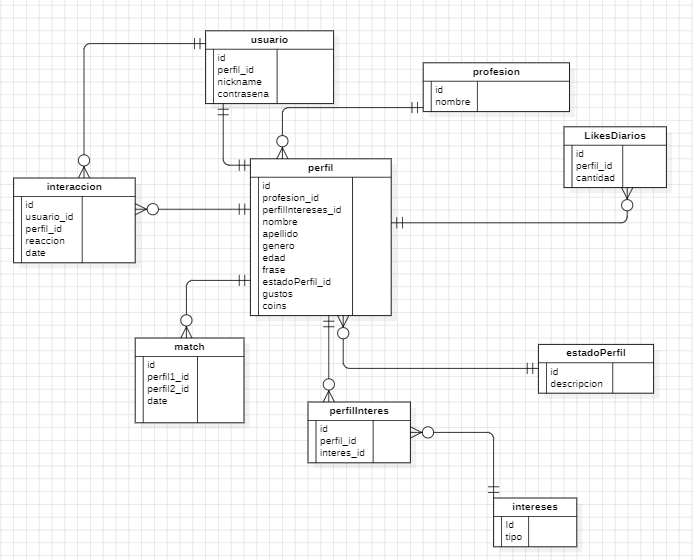 usuario
id
perfil_id
nickname
contrasena
profesion
id
nombre
LikesDiarios
id
perfil_id
cantidad
perfil
id
profesion_id
perfilIntereses_id
nombre
apellido
genero
edad
frase
estadoPerfil_id
gustos
coins
interaccion
id
usuario_id
perfil_id
reaccion
date
match
id
perfil1_id
perfil2_id
date
estadoPerfil
id
descripcion
perfilInteres
id
perfil_id
interes_id
intereses
Id
tipo